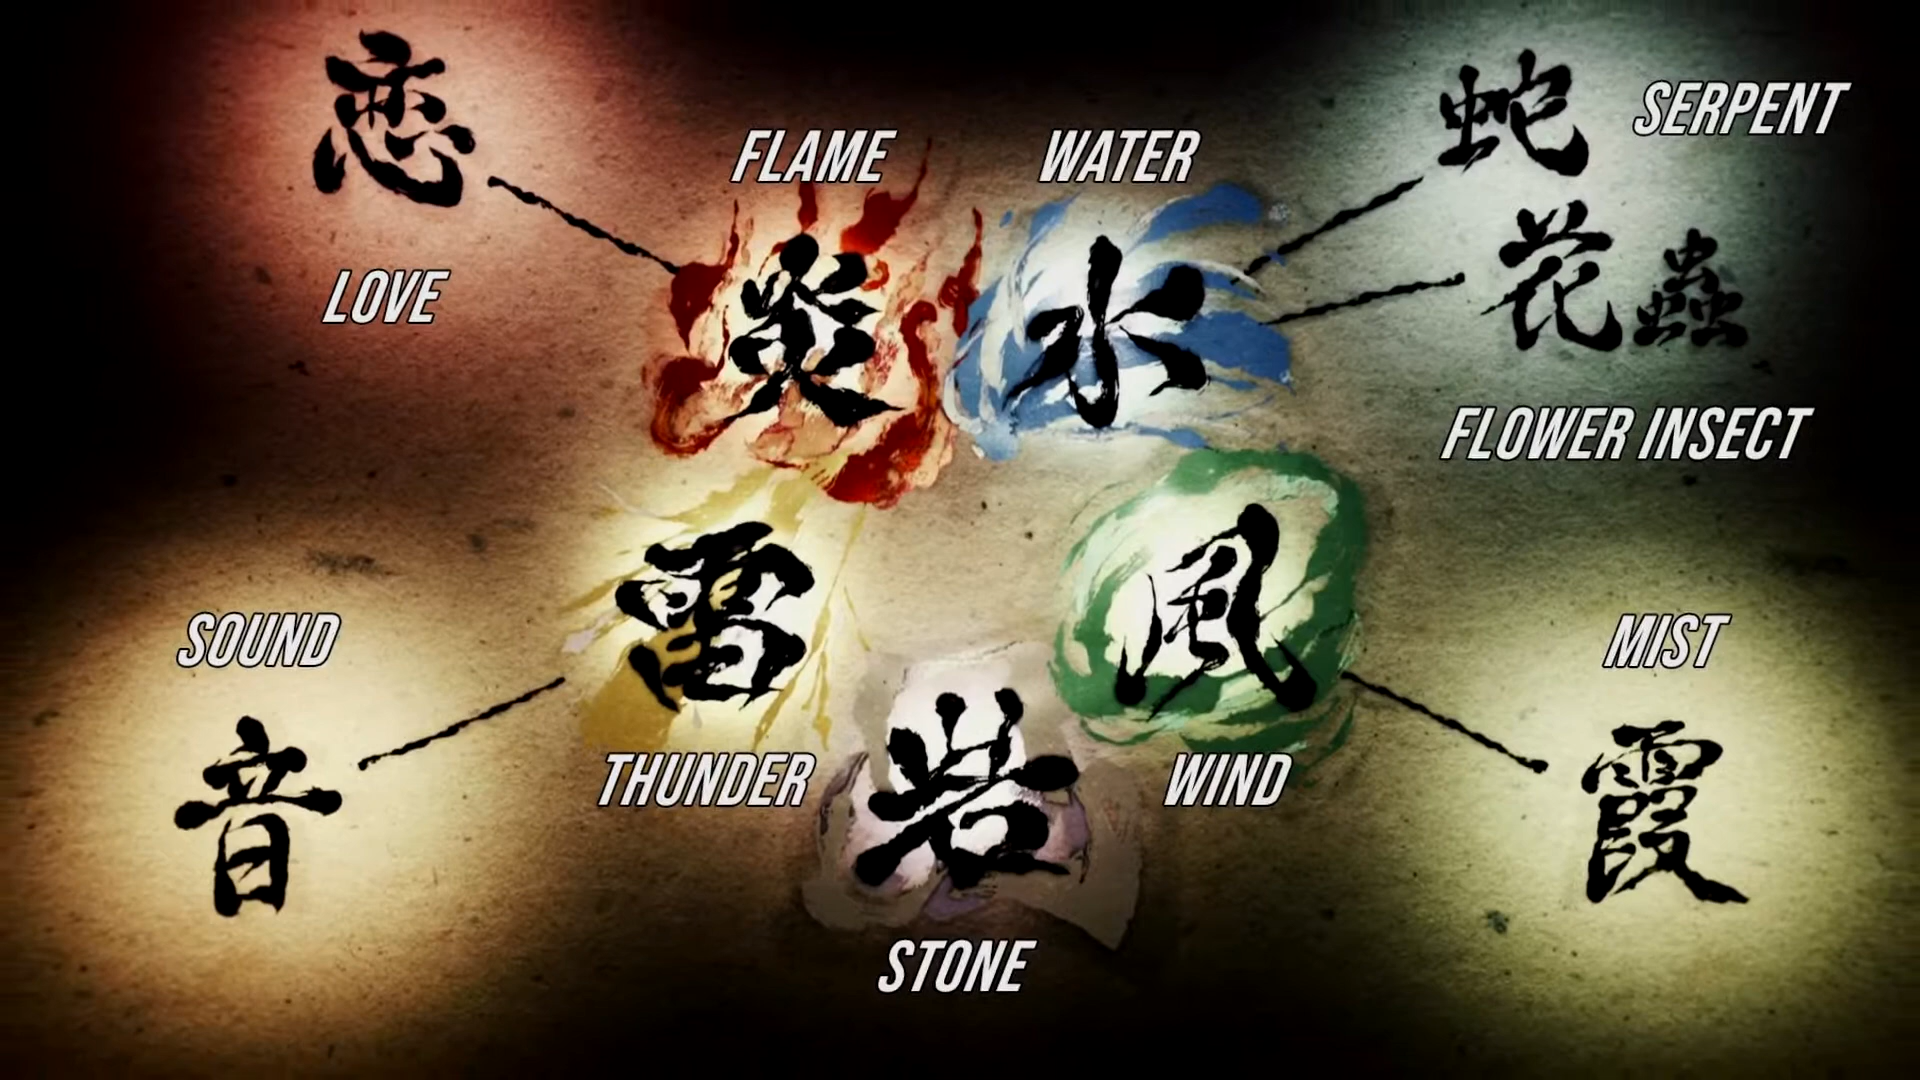 恋
LOVE
FLAME
炎
WATER
水
蛇
SERPENT
花 蟲
FLOWER INSECT
SOUND
音
雷
THUNDER
風
WIND
MIST
霞
岩
STONE